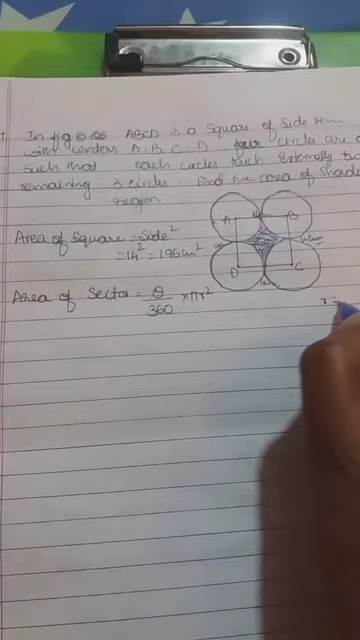 In fig ABCD is a Square of Side 14cm
with centers A, B, C, D four circles are
Such that each circles touch Externally two
remaining 3 circles. Find the area of Shaded
region
A 14cm B
D C
14cm
Area of Square = Side²
= 14² = 196cm²
Area of Sector = θ/360 × πr²
r =